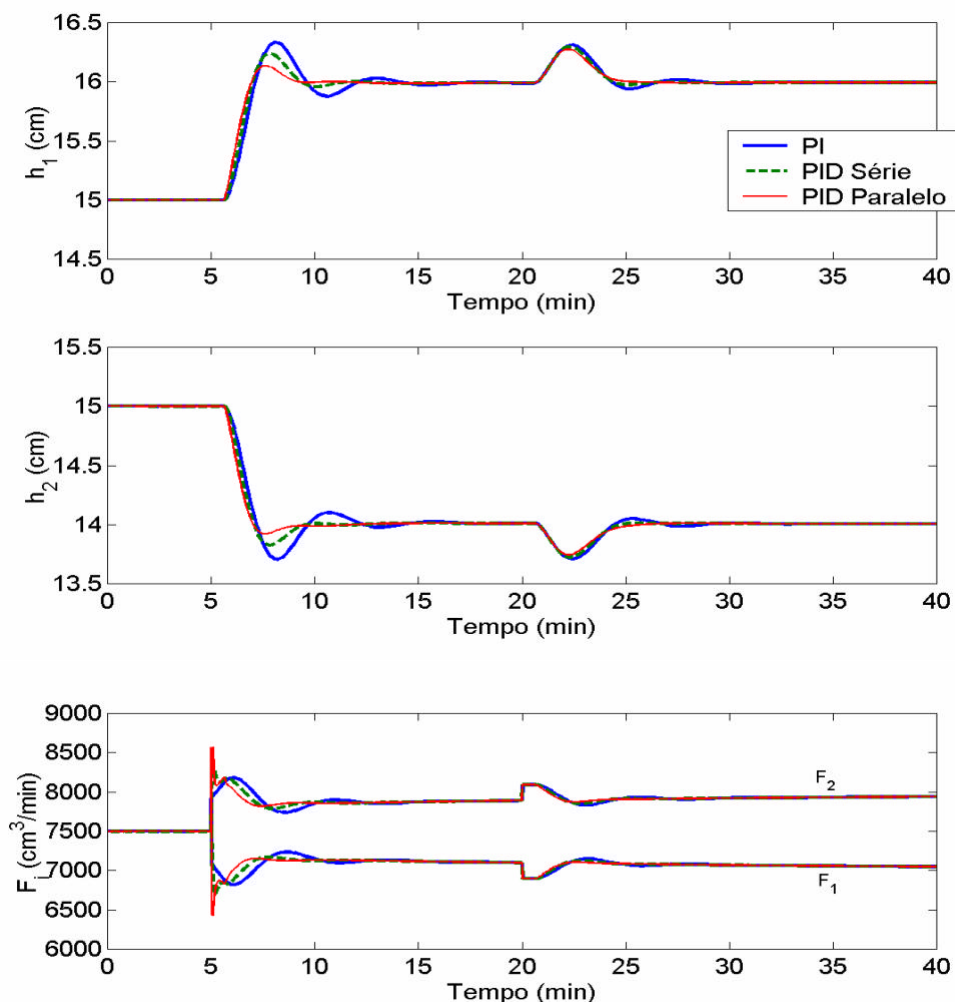 16.5
16
15.5
15
14.5
h₁ (cm)
PI
PID Série
PID Paralelo
0 5 10 15 20 25 30 35 40
Tempo (min)
15.5
15
14.5
14
13.5
h₂ (cm)
0 5 10 15 20 25 30 35 40
Tempo (min)
9000
8500
8000
7500
7000
6500
6000
Fᵢ (cm³/min)
F₂
F₁
0 5 10 15 20 25 30 35 40
Tempo (min)